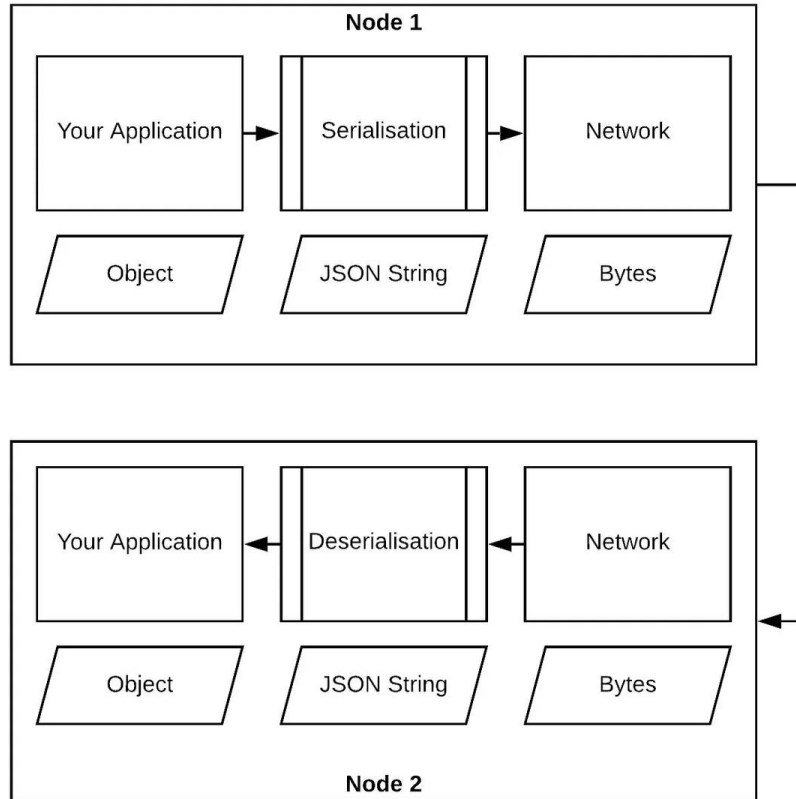 Node 1
Your Application
Serialisation
Network
Object
JSON String
Bytes
Your Application
Deserialisation
Network
Object
JSON String
Bytes
Node 2